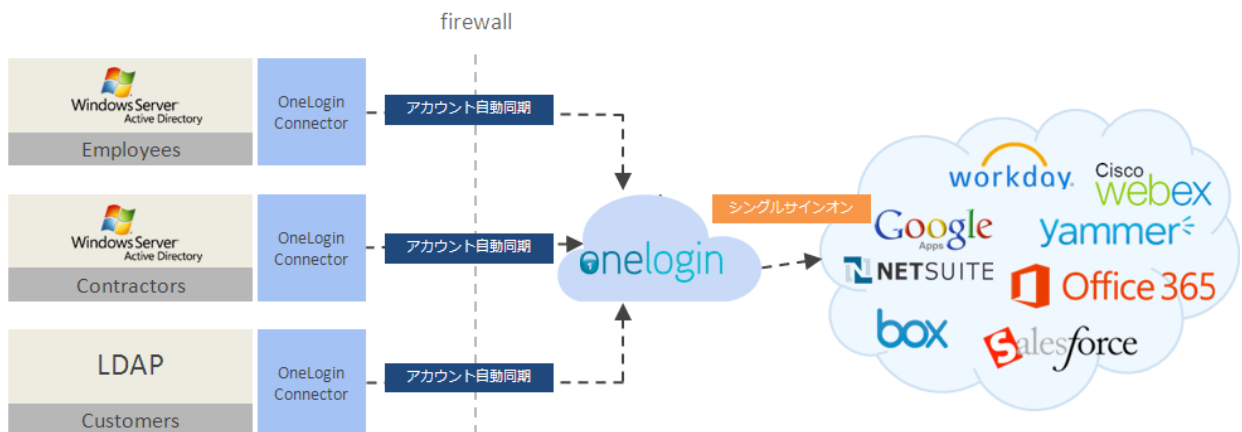 firewall
Windows Server
Active Directory
Employees
OneLogin
Connector
アカウント自動同期
Windows Server
Active Directory
Contractors
OneLogin
Connector
アカウント自動同期
LDAP
Customers
OneLogin
Connector
アカウント自動同期
onelogin
シングルサインオン
workday.
Cisco
webex
Google
Apps
yammer
NETSUITE
Office 365
box
Salesforce